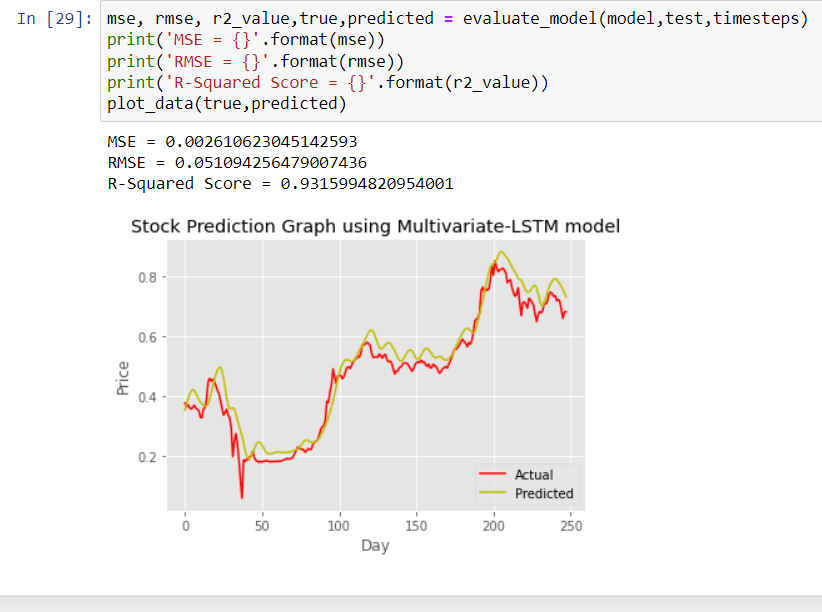 In [29]: mse, rmse, r2_value,true,predicted = evaluate_model(model,test,timesteps)
print('MSE = {}'.format(mse))
print('RMSE = {}'.format(rmse))
print('R-Squared Score = {}'.format(r2_value))
plot_data(true,predicted)
MSE = 0.002610623045142593
RMSE = 0.051094256479007436
R-Squared Score = 0.9315994820954001
Stock Prediction Graph using Multivariate-LSTM model
0.8
0.6
0.4
0.2
Price
Actual
Predicted
0 50 100 150 200 250
Day